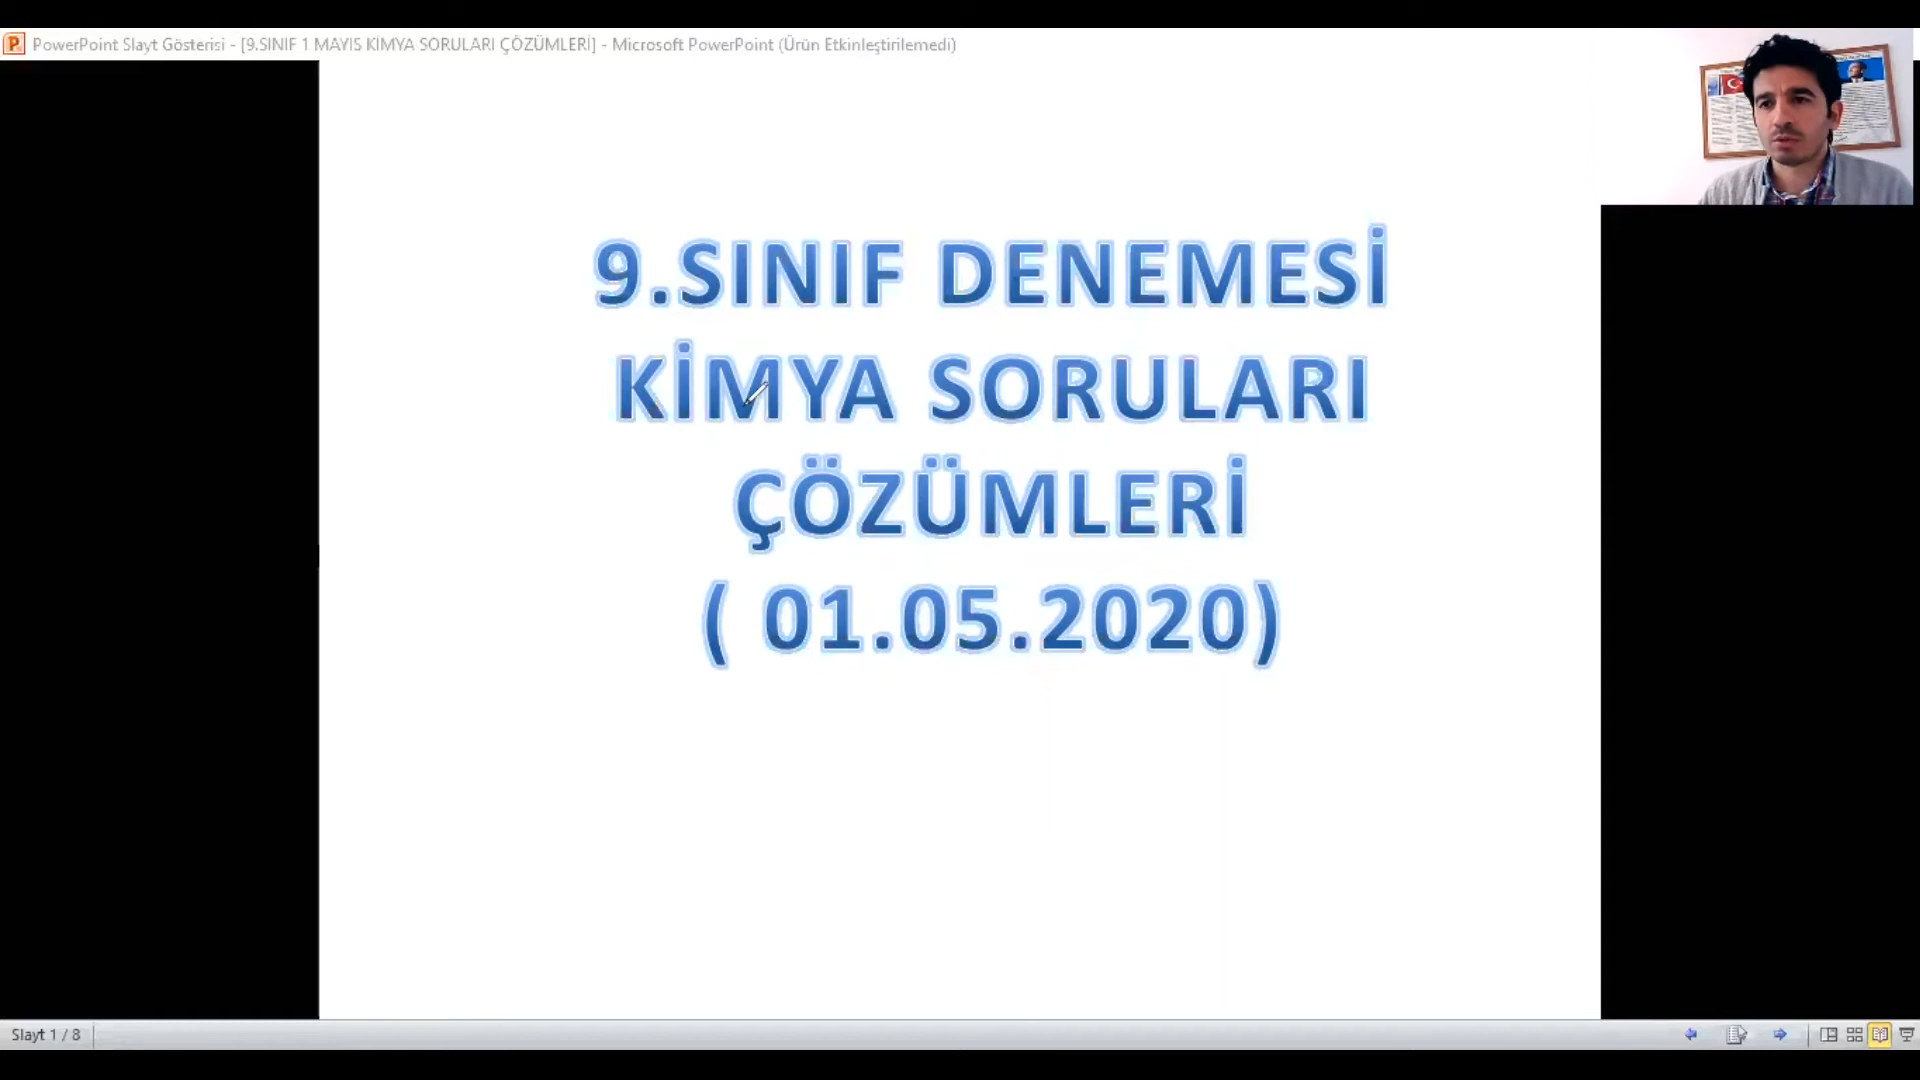 PowerPoint Slayt Gösterisi - [9.SINIF 1 MAYIS KİMYA SORULARI ÇÖZÜMLERİ] - Microsoft PowerPoint (Ürün Etkinleştirilemedi)
9.SINIF DENEMESİ
KİMYA SORULARI
ÇÖZÜMLERİ
( 01.05.2020)
Slayt 1 / 8